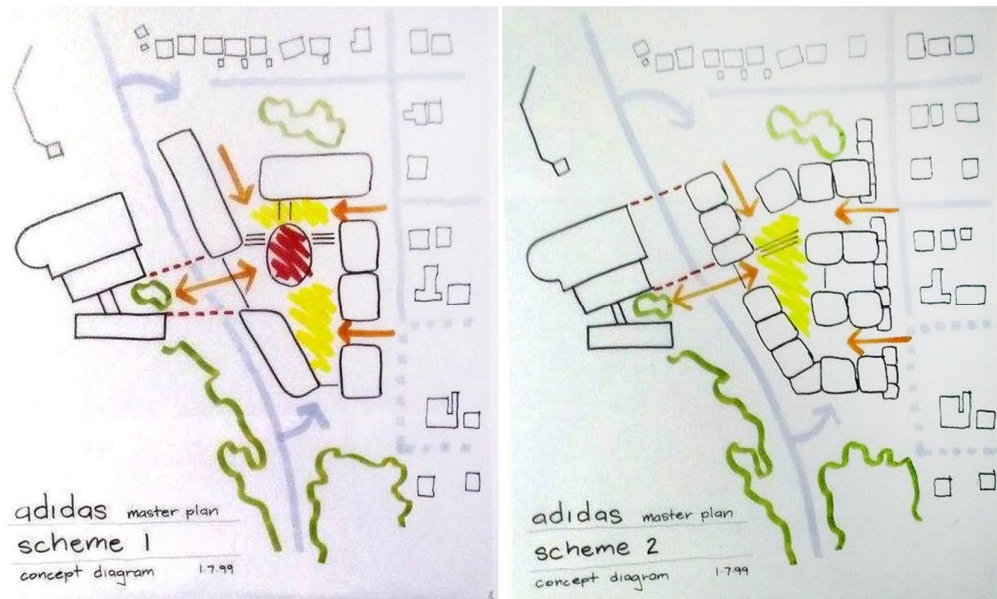 adidas master plan
scheme 1
concept diagram 1.7.99
adidas master plan
scheme 2
concept diagram 1.7.99